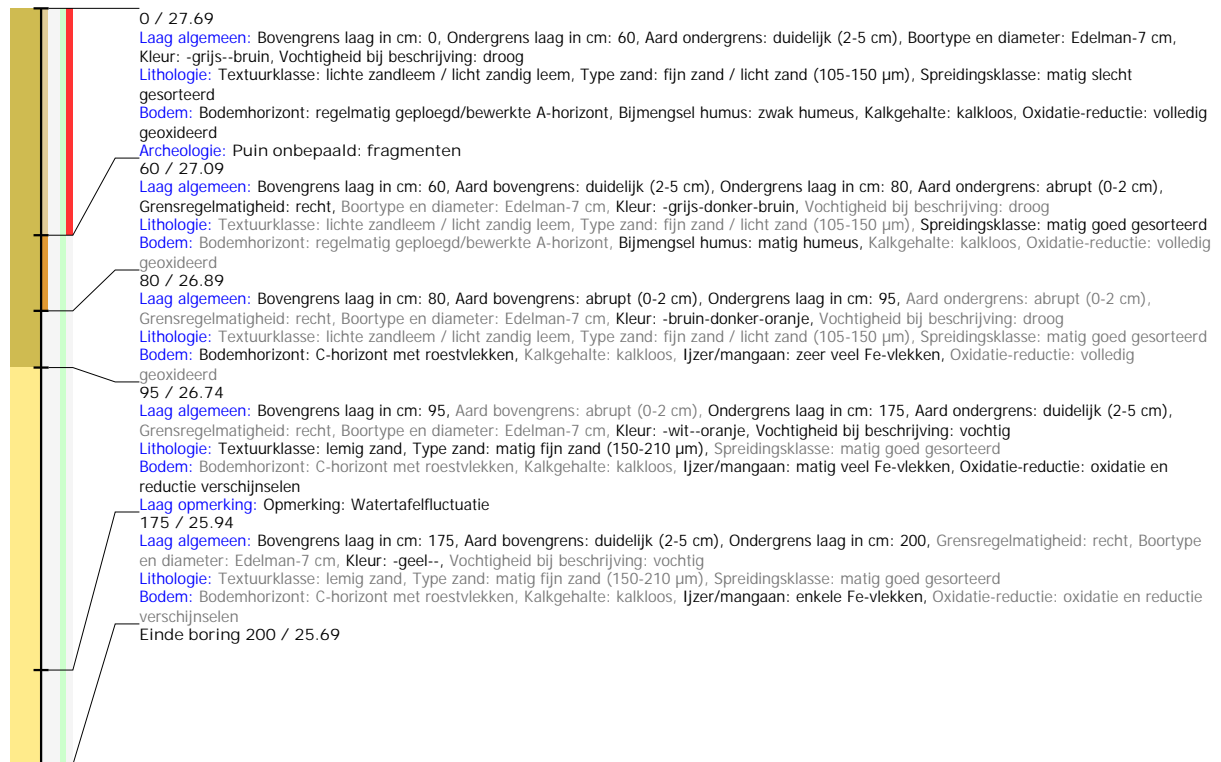 0 / 27.69
Laag algemeen: Bovengrens laag in cm: 0, Ondergrens laag in cm: 60, Aard ondergrens: duidelijk (2-5 cm), Boortype en diameter: Edelman-7 cm,
Kleur: -grijs--bruin, Vochtigheid bij beschrijving: droog
Lithologie: Textuurklasse: lichte zandleem / licht zandig leem, Type zand: fijn zand / licht zand (105-150 µm), Spreidingsklasse: matig slecht
gesorteerd
Bodem: Bodemhorizont: regelmatig geploegd/bewerkte A-horizont, Bijmengsel humus: zwak humeus, Kalkgehalte: kalkloos, Oxidatie-reductie: volledig
geoxideerd
Archeologie: Puin onbepaald: fragmenten
60 / 27.09
Laag algemeen: Bovengrens laag in cm: 60, Aard bovengrens: duidelijk (2-5 cm), Ondergrens laag in cm: 80, Aard ondergrens: abrupt (0-2 cm),
Grensregelmatigheid: recht, Boortype en diameter: Edelman-7 cm, Kleur: -grijs-donker-bruin, Vochtigheid bij beschrijving: droog
Lithologie: Textuurklasse: lichte zandleem / licht zandig leem, Type zand: fijn zand / licht zand (105-150 µm), Spreidingsklasse: matig goed gesorteerd
Bodem: Bodemhorizont: regelmatig geploegd/bewerkte A-horizont, Bijmengsel humus: matig humeus, Kalkgehalte: kalkloos, Oxidatie-reductie: volledig
geoxideerd
80 / 26.89
Laag algemeen: Bovengrens laag in cm: 80, Aard bovengrens: abrupt (0-2 cm), Ondergrens laag in cm: 95, Aard ondergrens: abrupt (0-2 cm),
Grensregelmatigheid: recht, Boortype en diameter: Edelman-7 cm, Kleur: -bruin-donker-oranje, Vochtigheid bij beschrijving: droog
Lithologie: Textuurklasse: lichte zandleem / licht zandig leem, Type zand: fijn zand / licht zand (105-150 µm), Spreidingsklasse: matig goed gesorteerd
Bodem: Bodemhorizont: C-horizont met roestvlekken, Kalkgehalte: kalkloos, Ijzer/mangaan: zeer veel Fe-vlekken, Oxidatie-reductie: volledig
geoxideerd
95 / 26.74
Laag algemeen: Bovengrens laag in cm: 95, Aard bovengrens: abrupt (0-2 cm), Ondergrens laag in cm: 175, Aard ondergrens: duidelijk (2-5 cm),
Grensregelmatigheid: recht, Boortype en diameter: Edelman-7 cm, Kleur: -wit--oranje, Vochtigheid bij beschrijving: vochtig
Lithologie: Textuurklasse: lemig zand, Type zand: matig fijn zand (150-210 µm), Spreidingsklasse: matig goed gesorteerd
Bodem: Bodemhorizont: C-horizont met roestvlekken, Kalkgehalte: kalkloos, Ijzer/mangaan: matig veel Fe-vlekken, Oxidatie-reductie: oxidatie en
reductie verschijnselen
Laag opmerking: Opmerking: Watertafelfluctuatie
175 / 25.94
Laag algemeen: Bovengrens laag in cm: 175, Aard bovengrens: duidelijk (2-5 cm), Ondergrens laag in cm: 200, Grensregelmatigheid: recht, Boortype
en diameter: Edelman-7 cm, Kleur: -geel--, Vochtigheid bij beschrijving: vochtig
Lithologie: Textuurklasse: lemig zand, Type zand: matig fijn zand (150-210 µm), Spreidingsklasse: matig goed gesorteerd
Bodem: Bodemhorizont: C-horizont met roestvlekken, Kalkgehalte: kalkloos, Ijzer/mangaan: enkele Fe-vlekken, Oxidatie-reductie: oxidatie en reductie
verschijnselen
Einde boring 200 / 25.69